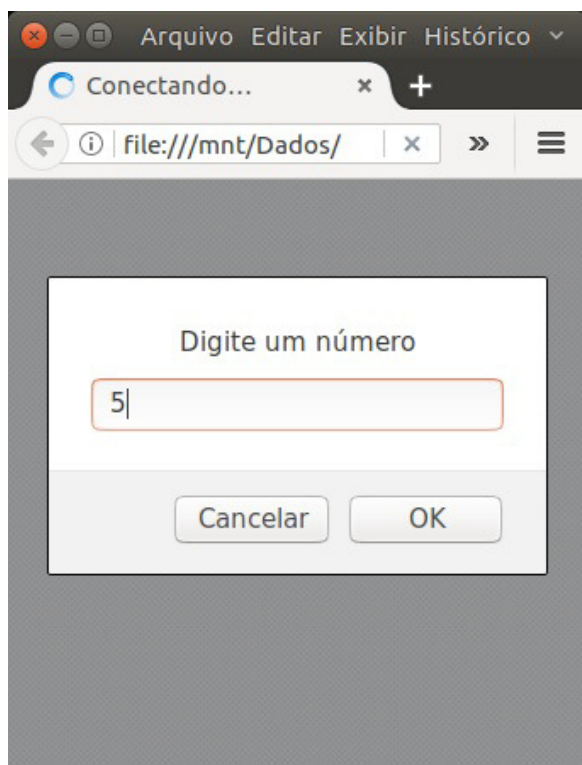 Arquivo Editar Exibir Histórico
Conectando...
file:///mnt/Dados/
Digite um número
5
Cancelar OK